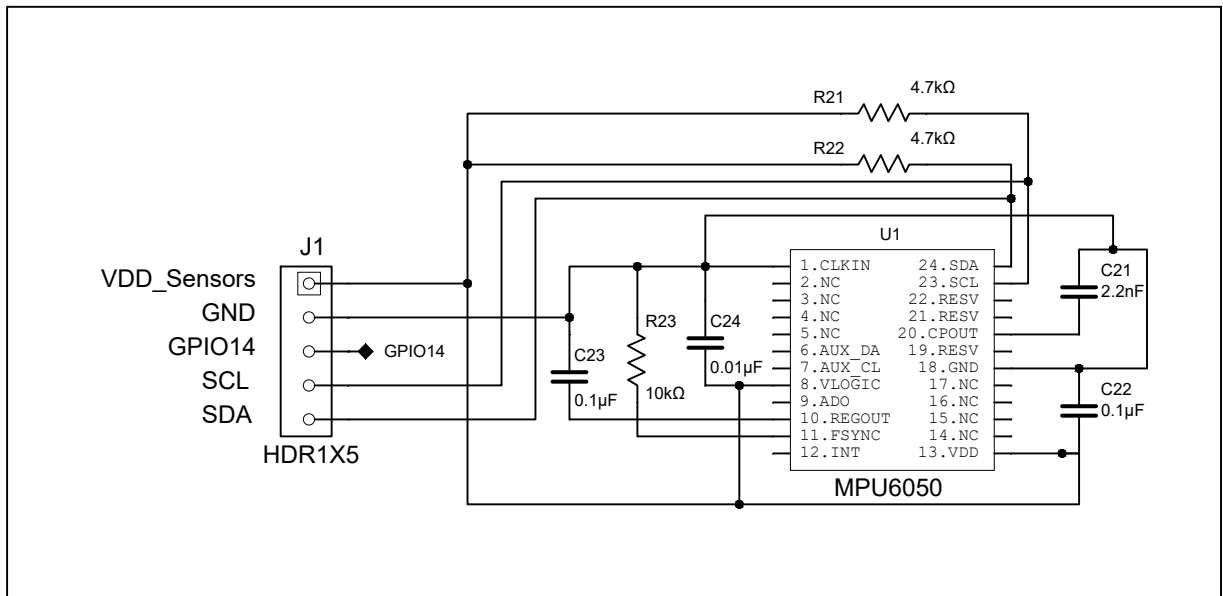 R21
4.7kΩ
R22
4.7kΩ
J1
VDD_Sensors
GND
GPIO14
SCL
SDA
HDR1X5
GPIO14
C23
0.1µF
R23
10kΩ
C24
0.01µF
U1
1.CLKIN 24.SDA
2.NC 23.SCL
3.NC 22.RESV
4.NC 21.RESV
5.NC 20.CPOUT
6.AUX_DA 19.RESV
7.AUX_CL 18.GND
8.VLOGIC 17.NC
9.ADO 16.NC
10.REGOUT 15.NC
11.FSYNC 14.NC
12.INT 13.VDD
MPU6050
C21
2.2nF
C22
0.1µF